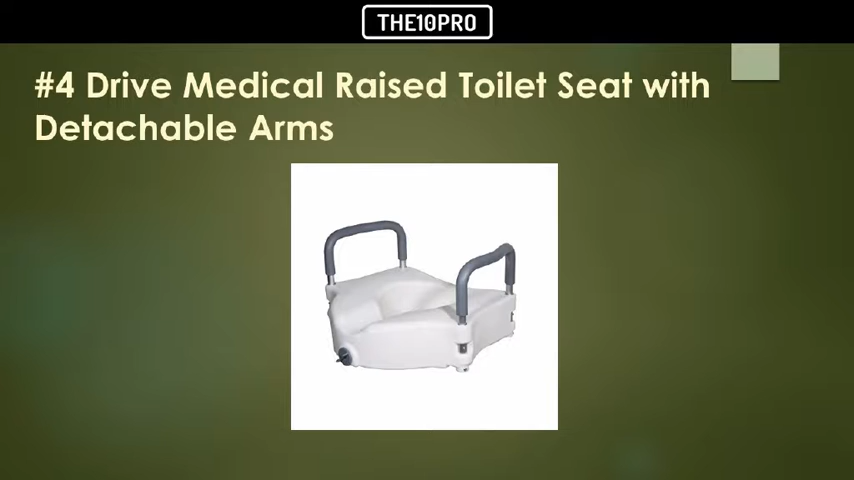 THE10PRO
#4 Drive Medical Raised Toilet Seat with
Detachable Arms